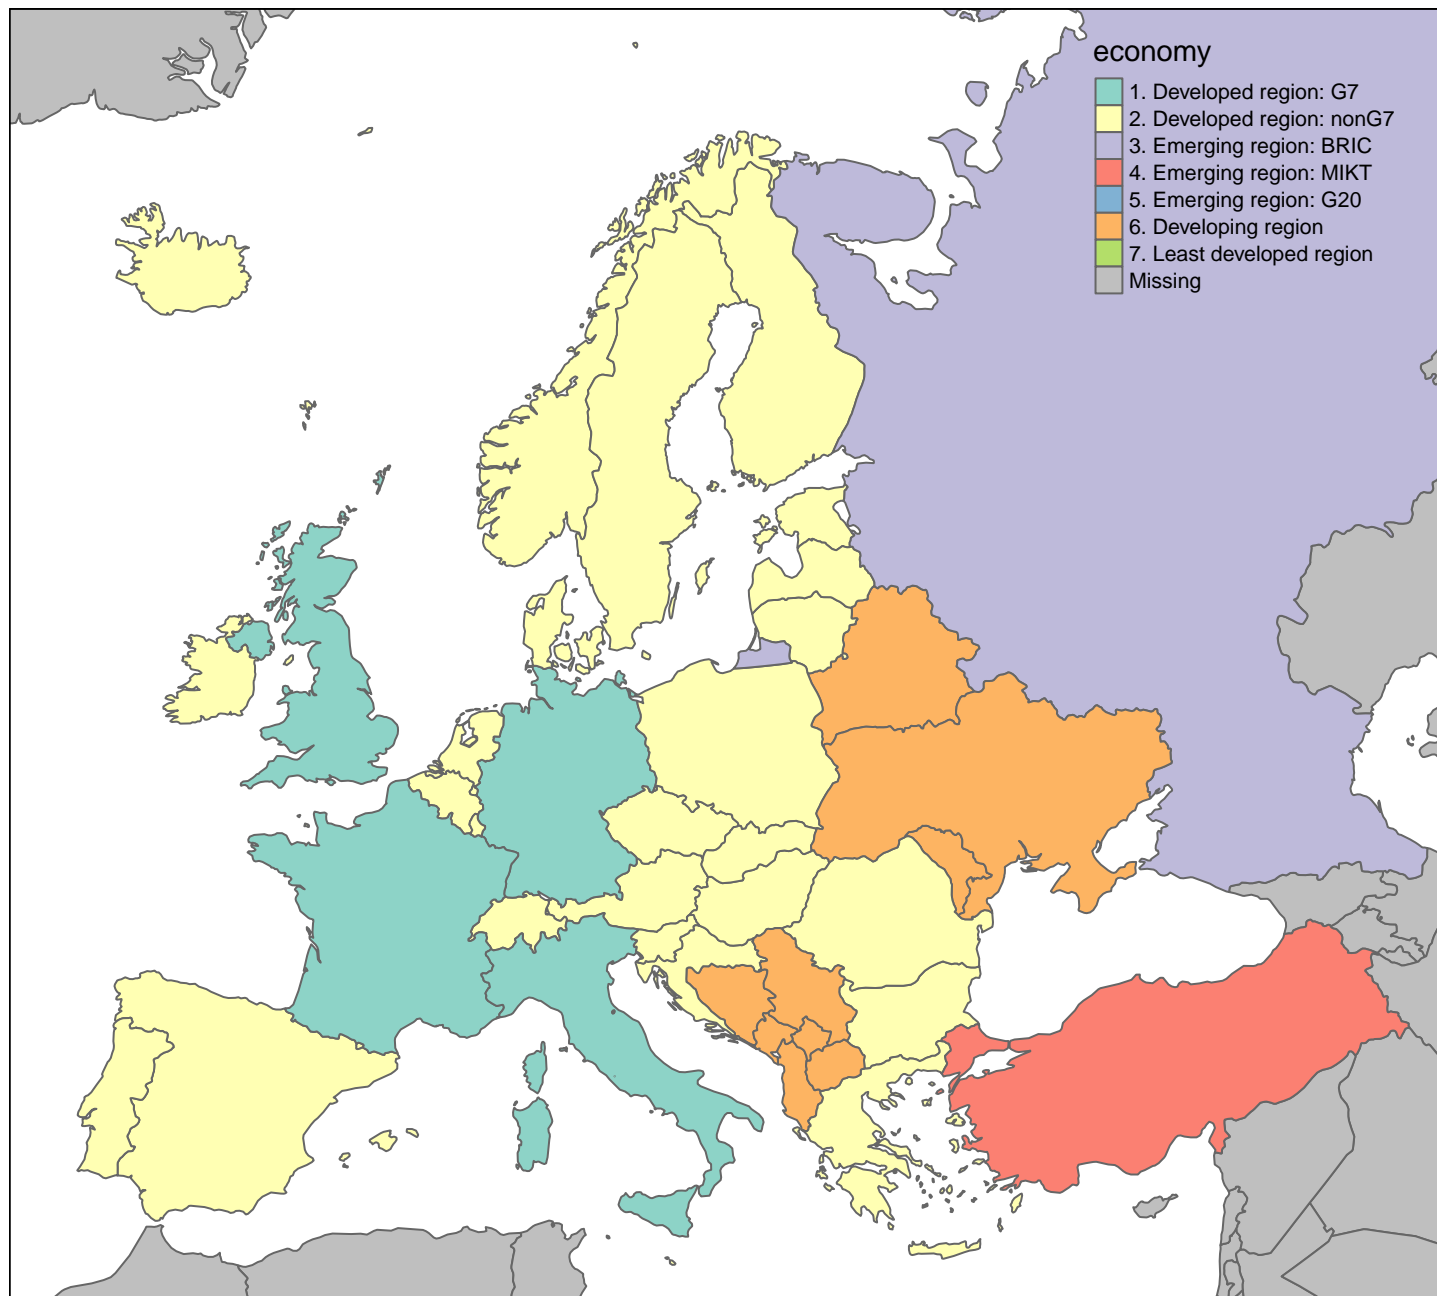 economy
1. Developed region: G7
2. Developed region: nonG7
3. Emerging region: BRIC
4. Emerging region: MIKT
5. Emerging region: G20
6. Developing region
7. Least developed region
Missing